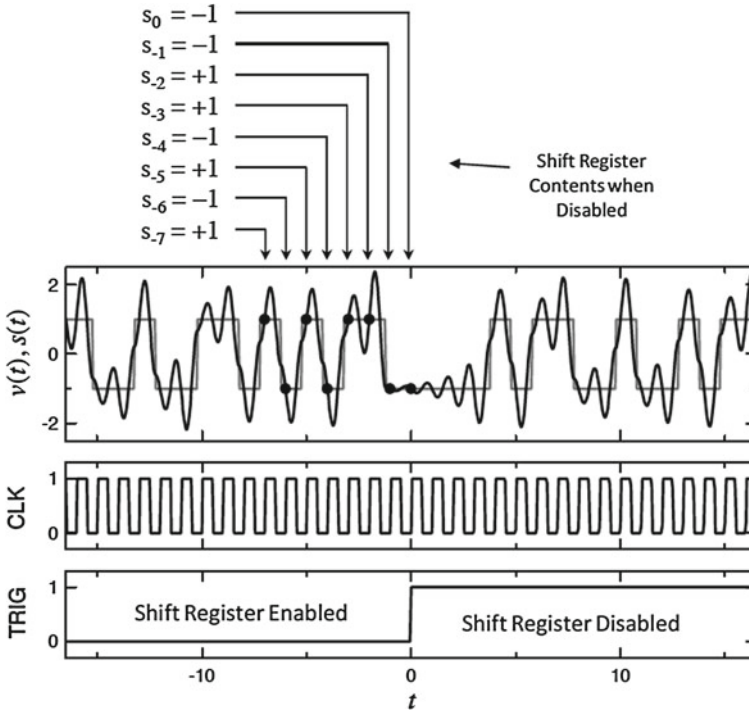 s₀ = −1
s₋₁ = −1
s₋₂ = +1
s₋₃ = +1
s₋₄ = −1
s₋₅ = +1
s₋₆ = −1
s₋₇ = +1
Shift Register
Contents when
Disabled
v(t), s(t)
2
0
-2
CLK
1
0
TRIG
1
0
Shift Register Enabled
Shift Register Disabled
-10
0
10
t